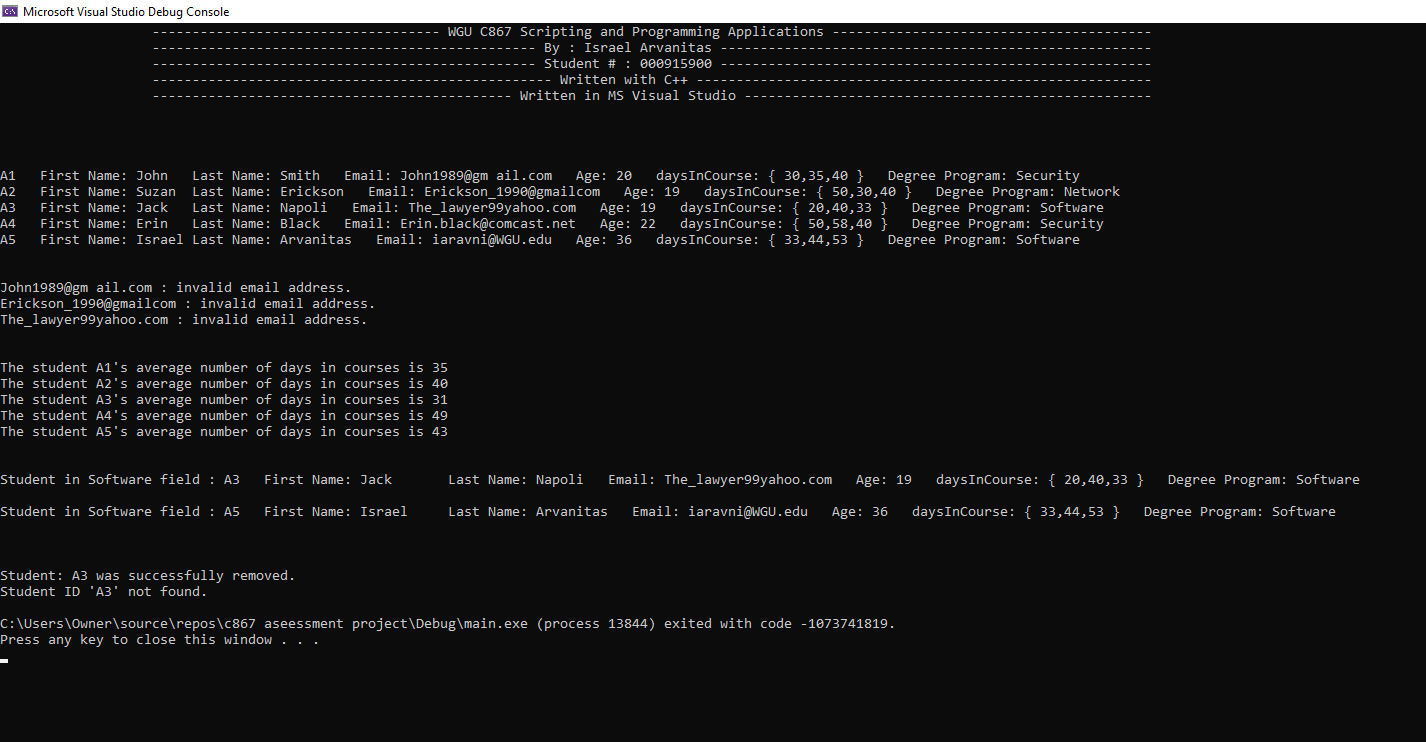 Microsoft Visual Studio Debug Console
------------------------------------ WGU C867 Scripting and Programming Applications ----------------------------------------
------------------------------------------------ By : Israel Arvanitas ------------------------------------------------------
------------------------------------------------ Student # : 000915900 ------------------------------------------------------
-------------------------------------------------- Written with C++ ---------------------------------------------------------
--------------------------------------------- Written in MS Visual Studio ---------------------------------------------------
A1   First Name: John   Last Name: Smith   Email: John1989@gm ail.com   Age: 20   daysInCourse: { 30,35,40 }   Degree Program: Security
A2   First Name: Suzan  Last Name: Erickson   Email: Erickson_1990@gmailcom   Age: 19   daysInCourse: { 50,30,40 }   Degree Program: Network
A3   First Name: Jack   Last Name: Napoli   Email: The_lawyer99yahoo.com   Age: 19   daysInCourse: { 20,40,33 }   Degree Program: Software
A4   First Name: Erin   Last Name: Black   Email: Erin.black@comcast.net   Age: 22   daysInCourse: { 50,58,40 }   Degree Program: Security
A5   First Name: Israel Last Name: Arvanitas   Email: iaravni@WGU.edu   Age: 36   daysInCourse: { 33,44,53 }   Degree Program: Software
John1989@gm ail.com : invalid email address.
Erickson_1990@gmailcom : invalid email address.
The_lawyer99yahoo.com : invalid email address.
The student A1's average number of days in courses is 35
The student A2's average number of days in courses is 40
The student A3's average number of days in courses is 31
The student A4's average number of days in courses is 49
The student A5's average number of days in courses is 43
Student in Software field : A3   First Name: Jack       Last Name: Napoli   Email: The_lawyer99yahoo.com   Age: 19   daysInCourse: { 20,40,33 }   Degree Program: Software
Student in Software field : A5   First Name: Israel     Last Name: Arvanitas   Email: iaravni@WGU.edu   Age: 36   daysInCourse: { 33,44,53 }   Degree Program: Software
Student: A3 was successfully removed.
Student ID 'A3' not found.
C:\Users\Owner\source\repos\c867 aseessment project\Debug\main.exe (process 13844) exited with code -1073741819.
Press any key to close this window . . .